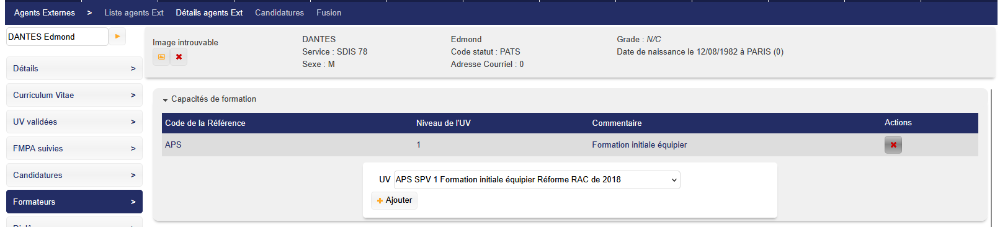 Agents Externes > Liste agents Ext Détails agents Ext Candidatures Fusion
DANTES Edmond
Image introuvable
DANTES
Service : SDIS 78
Sexe : M
Edmond
Code statut : PATS
Adresse Courriel : 0
Grade : N/C
Date de naissance le 12/08/1982 à PARIS (0)
Détails >
Curriculum Vitae >
UV validées >
FMPA suivies >
Candidatures >
Formateurs >
Capacités de formation
Code de la Référence Niveau de l'UV Commentaire Actions
APS 1 Formation initiale équipier
UV APS SPV 1 Formation initiale équipier Réforme RAC de 2018
Ajouter